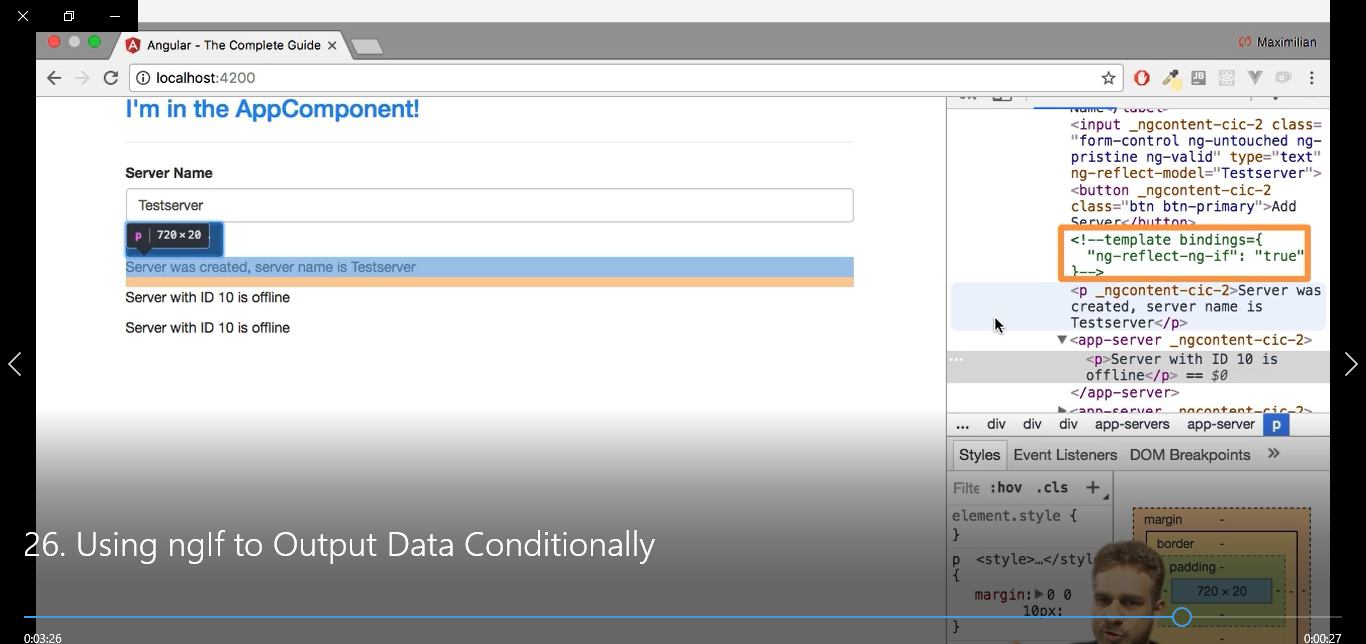 Angular - The Complete Guide
Maximilian
localhost:4200
I'm in the AppComponent!
Server Name
Testserver
p 720 × 20
Server was created, server name is Testserver
Server with ID 10 is offline
Server with ID 10 is offline
Name</label>
<input _ngcontent-cic-2 class=
"form-control ng-untouched ng-
pristine ng-valid" type="text"
ng-reflect-model="Testserver">
<button _ngcontent-cic-2
class="btn btn-primary">Add
Server</button>
<!--template bindings={
"ng-reflect-ng-if": "true"
}-->
<p _ngcontent-cic-2>Server was
created, server name is
Testserver</p>
▼<app-server _ngcontent-cic-2>
<p>Server with ID 10 is
offline</p> == $0
</app-server>
▶<app-server _ngcontent-cic-2>
... div div div app-servers app-server p
Styles Event Listeners DOM Breakpoints »
Filte :hov .cls +
element.style {
}
p <style>…</styl
{
margin:▶0 0
10px;
}
margin -
border -
padding -
720 × 20
26. Using ngIf to Output Data Conditionally
0:03:26
0:00:27